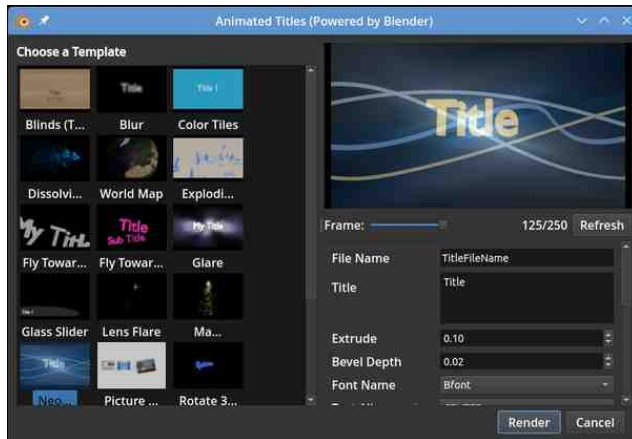 Animated Titles (Powered by Blender)
Choose a Template
Title
Title
Title !
Blinds (T...
Blur
Color Tiles
Dissolvi...
World Map
Explodi...
My Titl
Title
Sub Title
My Title
Fly Towar...
Fly Towar...
Glare
Title !
Glass Slider
Lens Flare
Ma...
Title
Neo...
Picture ...
Rotate 3...
Title
Frame:
125/250
Refresh
File Name
TitleFileName
Title
Title
Extrude
0.10
Bevel Depth
0.02
Font Name
Bfont
Render
Cancel